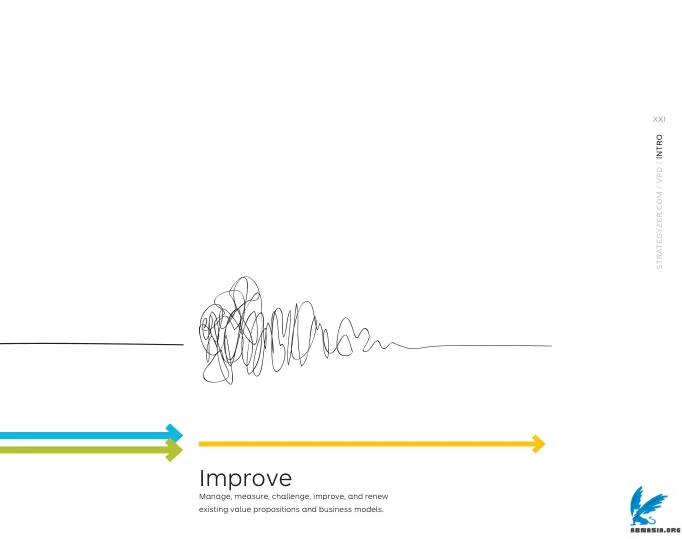 XXI
STRATEGYZER.COM / VPD / INTRO
Improve
Manage, measure, challenge, improve, and renew
existing value propositions and business models.
ABMASIA.ORG